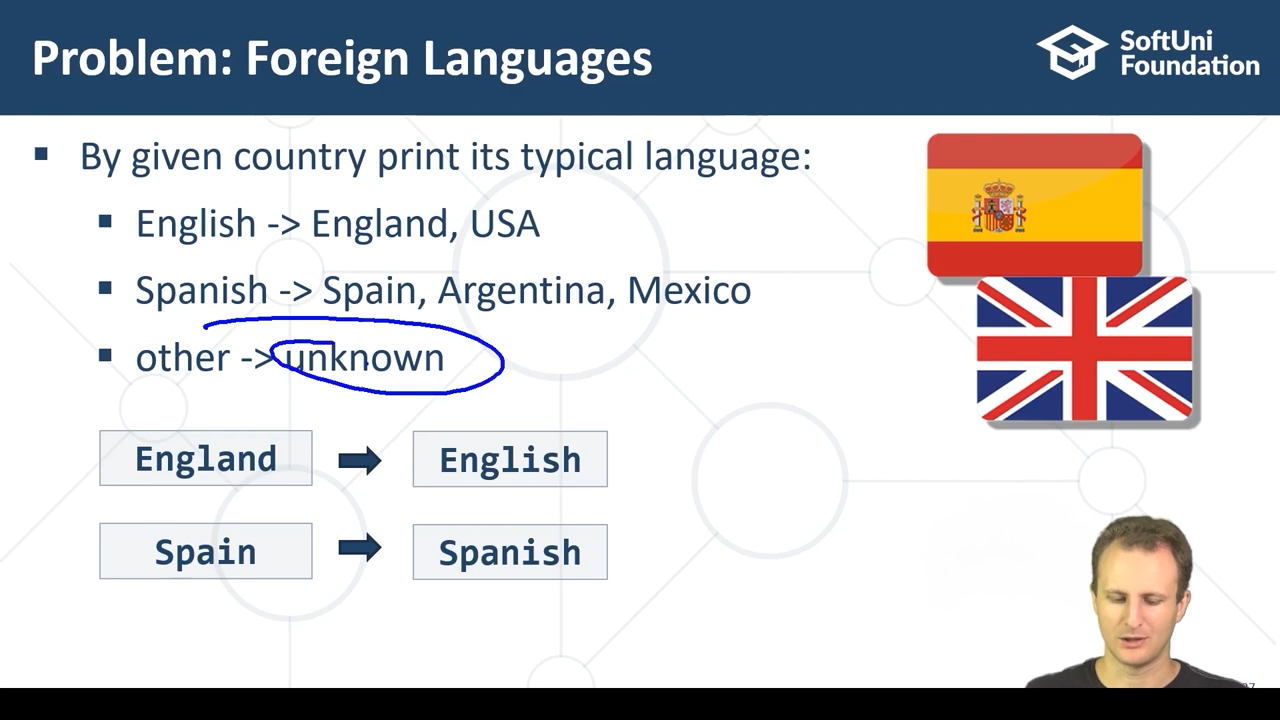 Problem: Foreign Languages
SoftUni
Foundation
▪ By given country print its typical language:
▪ English -> England, USA
▪ Spanish -> Spain, Argentina, Mexico
▪ other -> unknown
England
English
Spain
Spanish